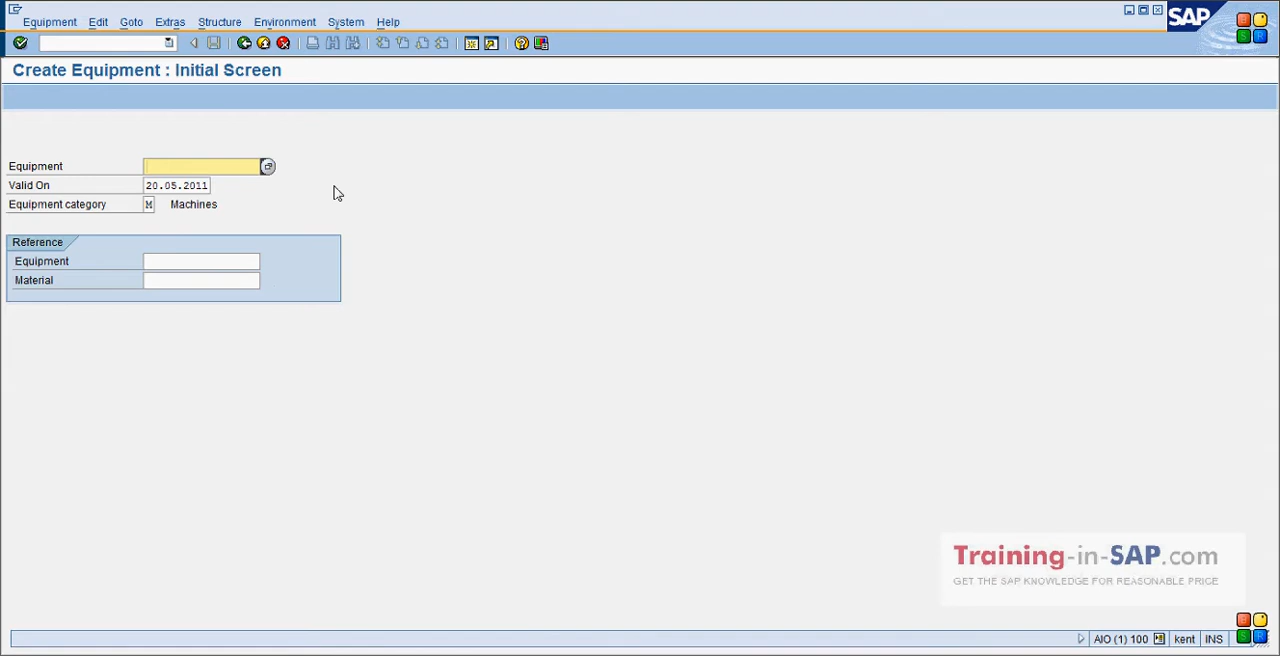 Equipment Edit Goto Extras Structure Environment System Help
SAP
Create Equipment : Initial Screen
Equipment
Valid On 20.05.2011
Equipment category M Machines
Reference
Equipment
Material
Training-in-SAP.com
GET THE SAP KNOWLEDGE FOR REASONABLE PRICE
AIO (1) 100 kent INS